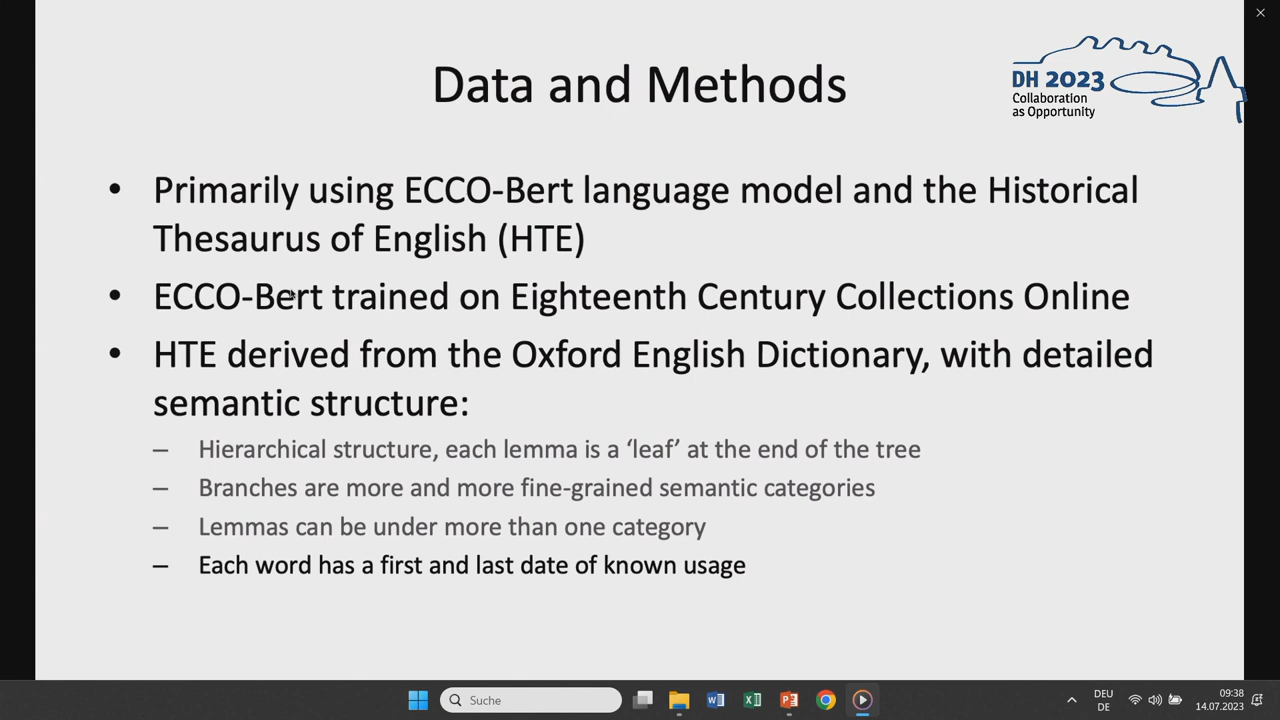 Data and Methods
DH 2023
Collaboration
as Opportunity
• Primarily using ECCO-Bert language model and the Historical
Thesaurus of English (HTE)
• ECCO-Bert trained on Eighteenth Century Collections Online
• HTE derived from the Oxford English Dictionary, with detailed
semantic structure:
– Hierarchical structure, each lemma is a ‘leaf’ at the end of the tree
– Branches are more and more fine-grained semantic categories
– Lemmas can be under more than one category
– Each word has a first and last date of known usage
Suche
DEU
DE
09:38
14.07.2023